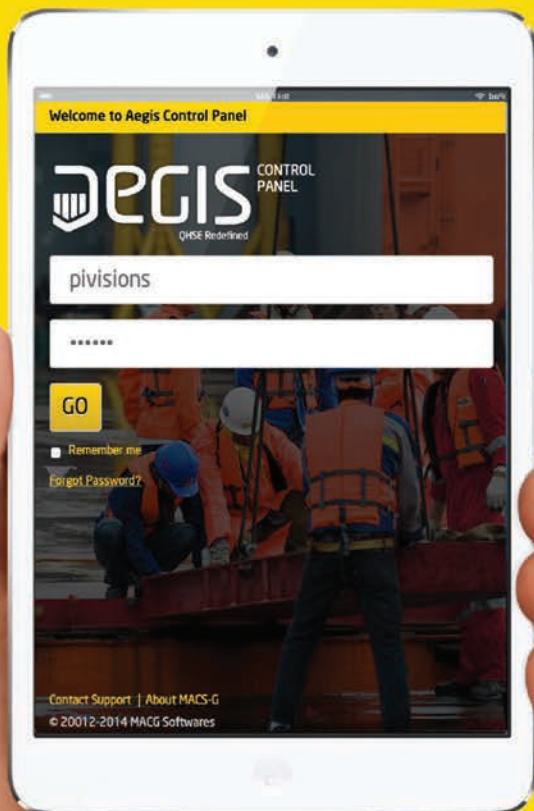 Welcome to Aegis Control Panel
aeGIS CONTROL PANEL
QHSE Redefined
pivisions
••••••
GO
Remember me
Forgot Password?
Contact Support | About MACS-G
© 20012-2014 MACG Softwares